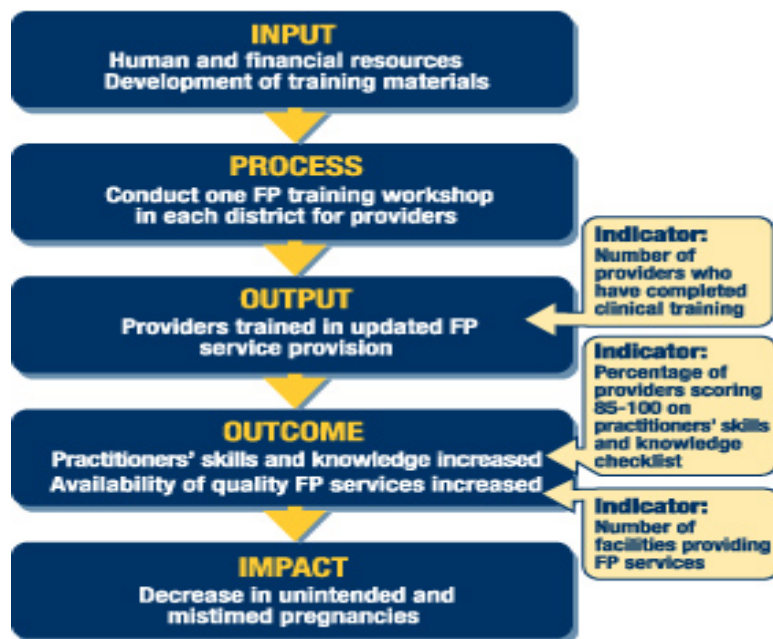 INPUT
Human and financial resources
Development of training materials
PROCESS
Conduct one FP training workshop
in each district for providers
OUTPUT
Providers trained in updated FP
service provision
Indicator:
Number of
providers who
have completed
clinical training
OUTCOME
Practitioners' skills and knowledge increased
Availability of quality FP services increased
Indicator:
Percentage of
providers scoring
85-100 on
practitioners' skills
and knowledge
checklist
Indicator:
Number of
facilities providing
FP services
IMPACT
Decrease in unintended and
mistimed pregnancies